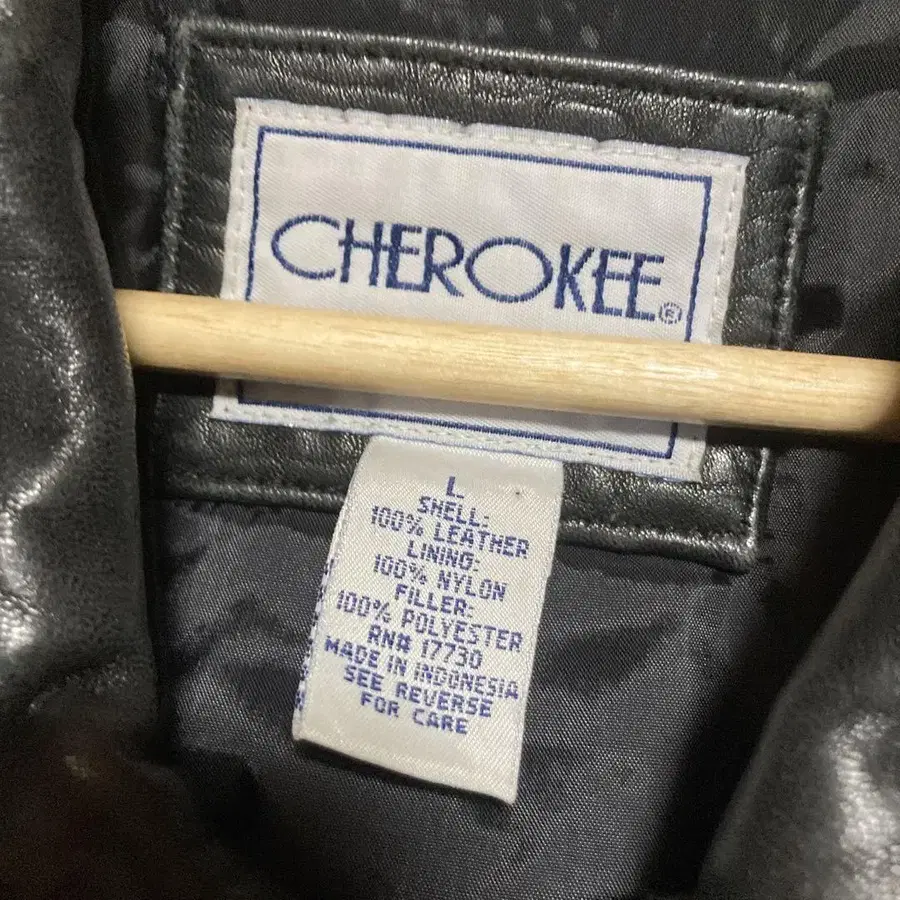 CHEROKEE®
L
SHELL:
100% LEATHER
LINING:
100% NYLON
FILLER:
100% POLYESTER
RN# 17730
MADE IN INDONESIA
SEE REVERSE
FOR CARE